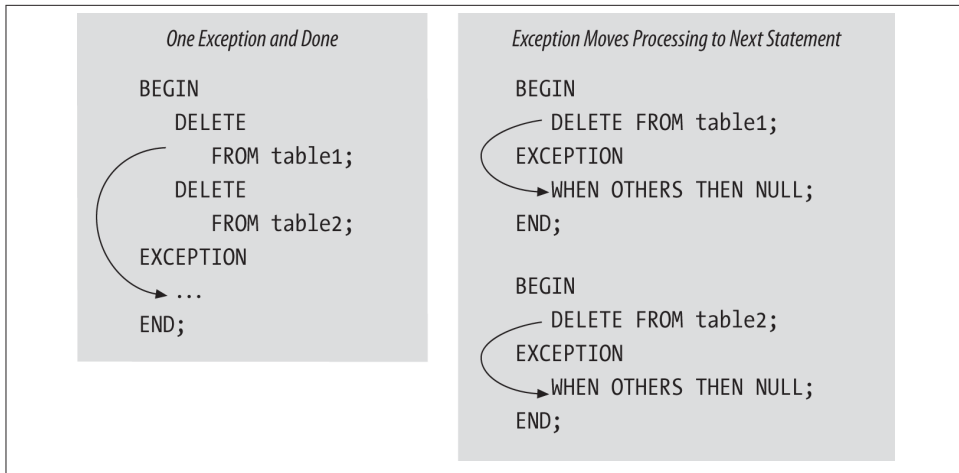 One Exception and Done
BEGIN
DELETE
FROM table1;
DELETE
FROM table2;
EXCEPTION
...
END;
Exception Moves Processing to Next Statement
BEGIN
DELETE FROM table1;
EXCEPTION
WHEN OTHERS THEN NULL;
END;
BEGIN
DELETE FROM table2;
EXCEPTION
WHEN OTHERS THEN NULL;
END;